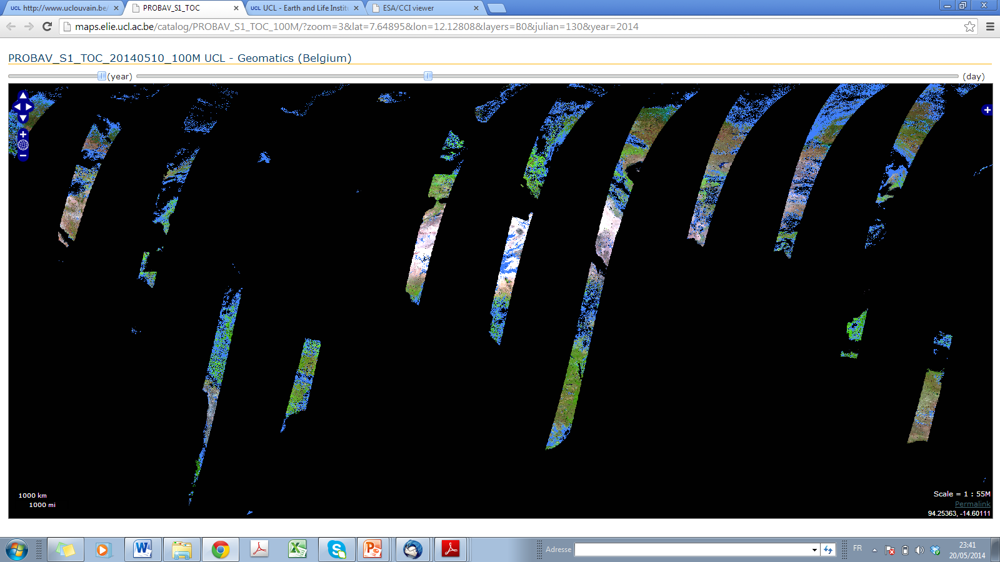 UCL http://www.uclouvain.be/
PROBAV_S1_TOC
UCL UCL - Earth and Life Instit
ESA/CCI viewer
maps.elie.ucl.ac.be/catalog/PROBAV_S1_TOC_100M/?zoom=3&lat=7.64895&lon=12.12808&layers=B0&julian=130&year=2014
PROBAV_S1_TOC_20140510_100M UCL - Geomatics (Belgium)
(year)
(day)
1000 km
1000 mi
Scale = 1 : 55M
Permalink
94.25363, -14.60111
Adresse
FR
23:41
20/05/2014